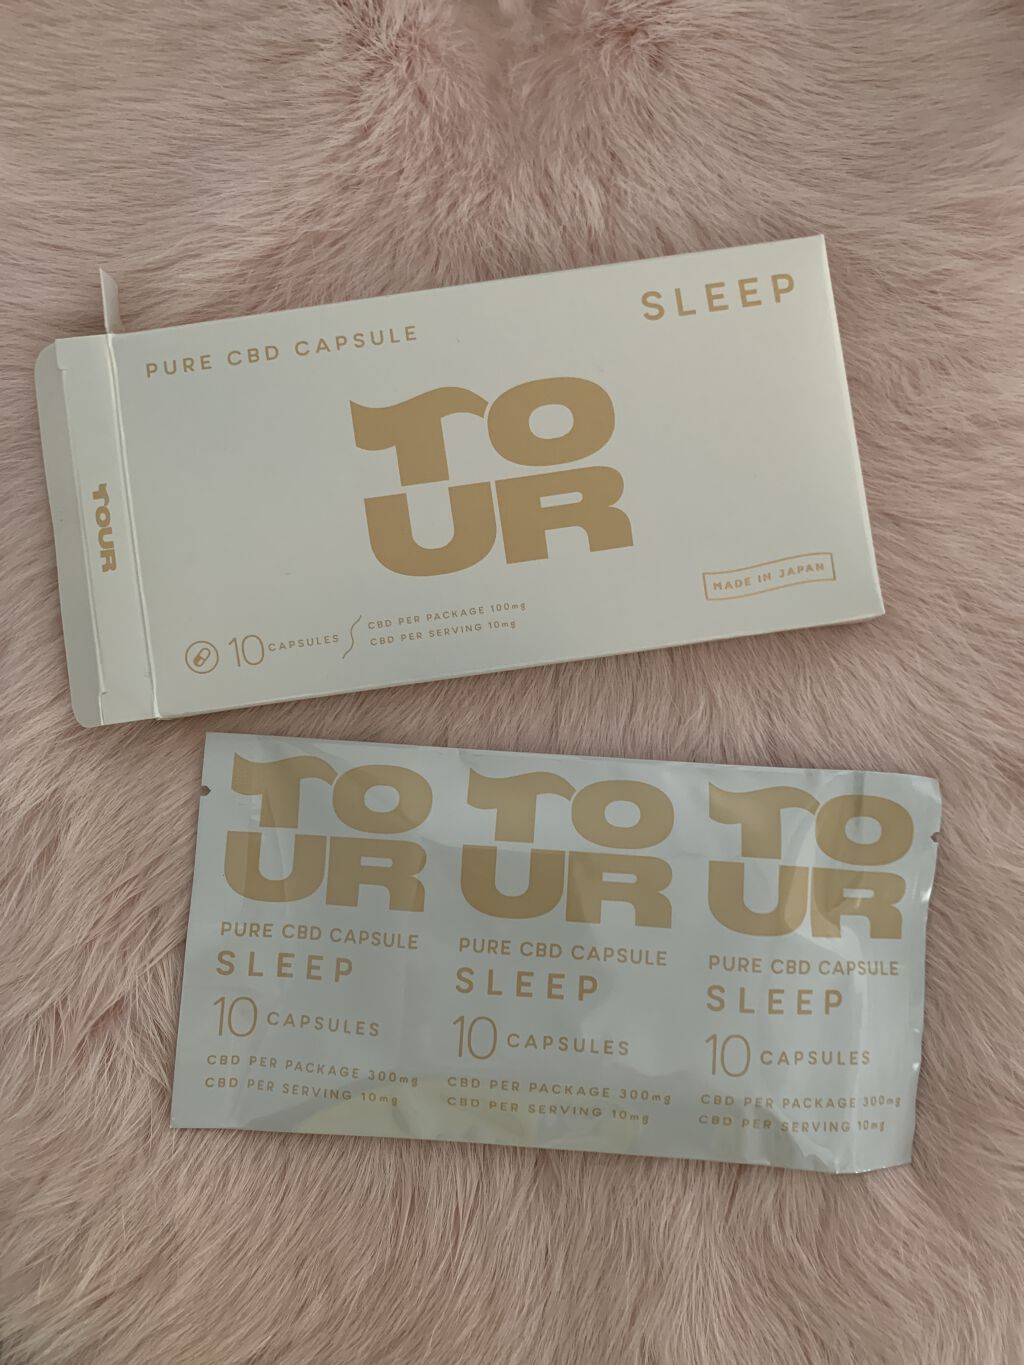 SLEEP
PURE CBD CAPSULE
TO
UR
TOUR
MADE IN JAPAN
10 CAPSULES
CBD PER PACKAGE 100mg
CBD PER SERVING 10mg
TO
UR
PURE CBD CAPSULE
SLEEP
10 CAPSULES
CBD PER PACKAGE 300mg
CBD PER SERVING 10mg
TO
UR
PURE CBD CAPSULE
SLEEP
10 CAPSULES
CBD PER PACKAGE 300mg
CBD PER SERVING 10mg
TO
UR
PURE CBD CAPSULE
SLEEP
10 CAPSULES
CBD PER PACKAGE 300mg
CBD PER SERVING 10mg